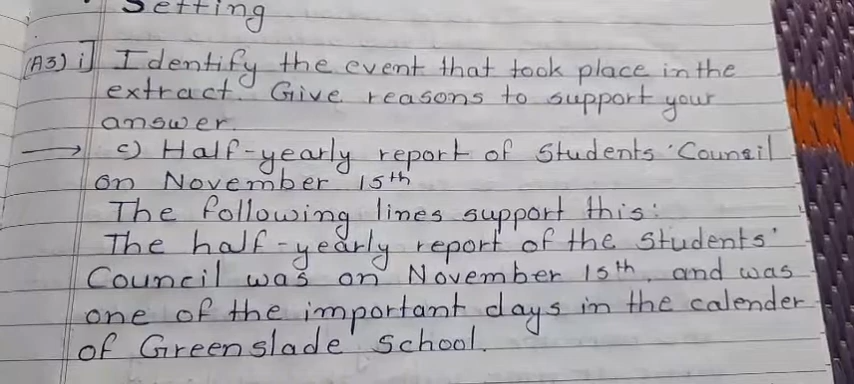 Setting
(A3) i] Identify the event that took place in the
extract. Give reasons to support your
answer.
→ c) Half-yearly report of Students' Council
on November 15th
The following lines support this:
The half-yearly report of the Students'
Council was on November 15th, and was
one of the important days in the calender
of Greenslade School.